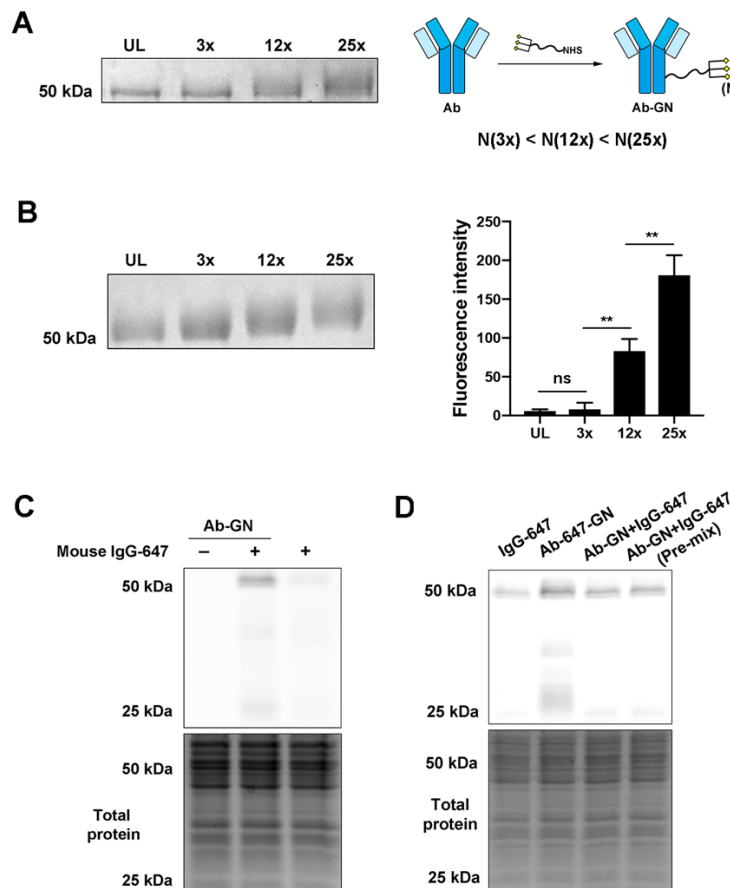 A
UL 3x 12x 25x
50 kDa
NHS
Ab
Ab-GN
(N
N(3x) < N(12x) < N(25x)
B
UL 3x 12x 25x
50 kDa
Fluorescence intensity
250
200
150
100
50
0
ns
**
**
UL 3x 12x 25x
C
Ab-GN
Mouse IgG-647 – + +
50 kDa
25 kDa
50 kDa
Total
protein
25 kDa
D
IgG-647
Ab-647-GN
Ab-GN+IgG-647
Ab-GN+IgG-647
(Pre-mix)
50 kDa
25 kDa
50 kDa
Total
protein
25 kDa